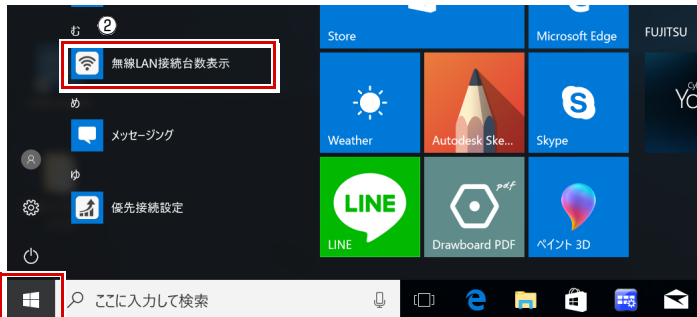 む
②
無線LAN接続台数表示
め
メッセージング
ゆ
優先接続設定
Store
Microsoft Edge
FUJITSU
Weather
Autodesk Ske...
Skype
LINE
LINE
pdf
Drawboard PDF
ペイント 3D
ここに入力して検索